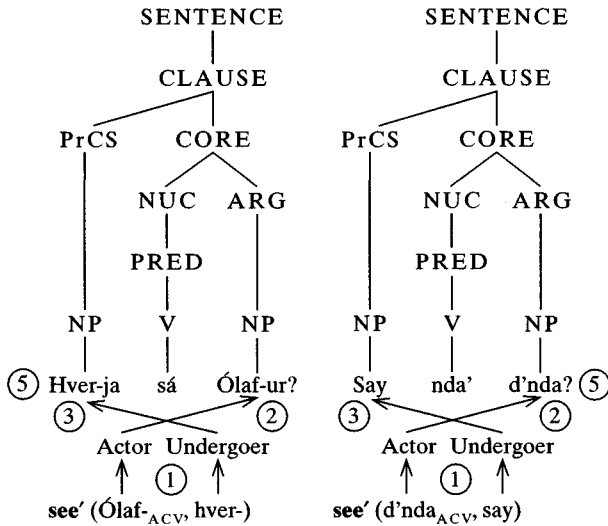 SENTENCE SENTENCE
CLAUSE CLAUSE
PrCS CORE PrCS CORE
NUC ARG NUC ARG
PRED PRED
NP V NP NP V NP
⑤ Hver-ja sá Ólaf-ur? Say nda' d'nda? ⑤
③ ② ③ ②
Actor Undergoer Actor Undergoer
① ①
see′ (Ólaf-ACV, hver-) see′ (d'ndaACV, say)